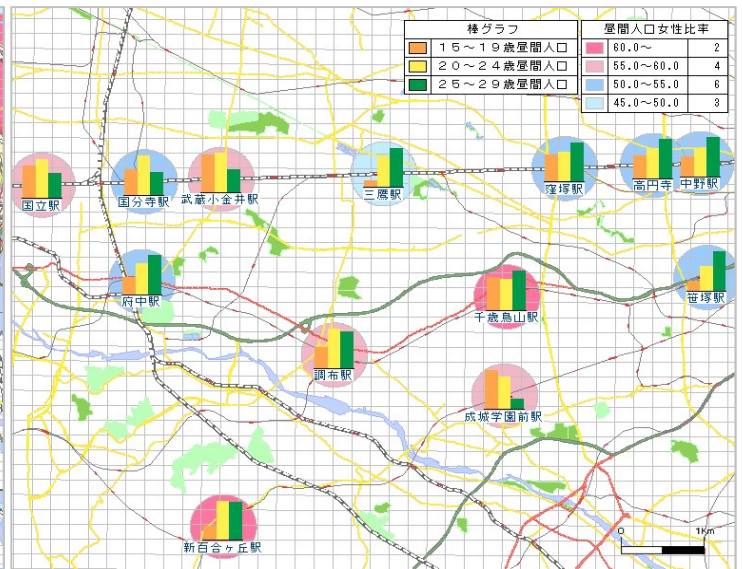 棒グラフ
15～19歳昼間人口
20～24歳昼間人口
25～29歳昼間人口
昼間人口女性比率
60.0～ 2
55.0～60.0 4
50.0～55.0 6
45.0～50.0 3
国立駅
国分寺駅
武蔵小金井駅
三鷹駅
窪塚駅
高円寺
中野駅
府中駅
調布駅
千歳烏山駅
笹塚駅
成城学園前駅
新百合ヶ丘駅
0 1Km